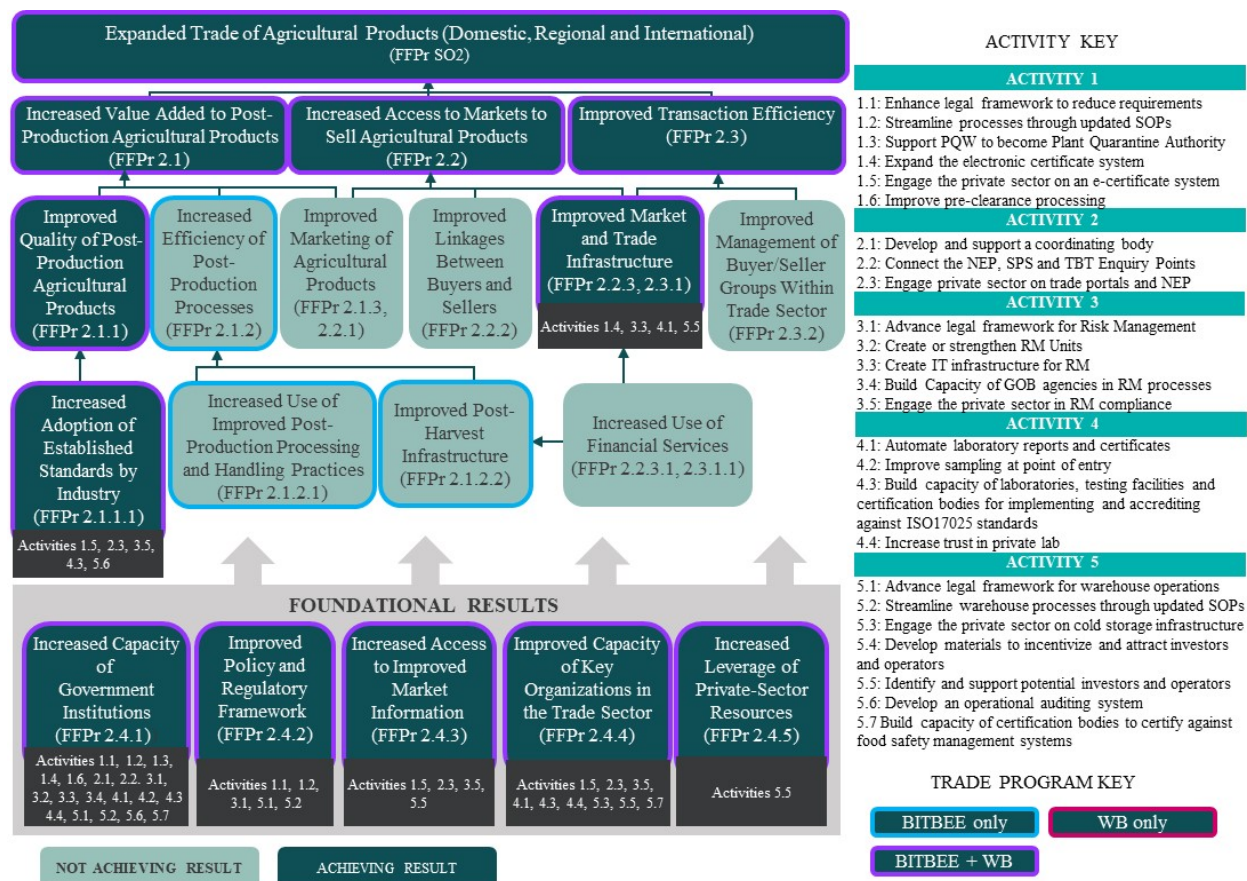 Expanded Trade of Agricultural Products (Domestic, Regional and International)
(FFPr SO2)
Increased Value Added to Post-
Production Agricultural Products
(FFPr 2.1)
Increased Access to Markets to
Sell Agricultural Products
(FFPr 2.2)
Improved Transaction Efficiency
(FFPr 2.3)
Improved
Quality of Post-
Production
Agricultural
Products
(FFPr 2.1.1)
Increased
Efficiency of
Post-
Production
Processes
(FFPr 2.1.2)
Improved
Marketing of
Agricultural
Products
(FFPr 2.1.3,
2.2.1)
Improved
Linkages
Between
Buyers and
Sellers
(FFPr 2.2.2)
Improved Market
and Trade
Infrastructure
(FFPr 2.2.3, 2.3.1)
Activities 1.4, 3.3, 4.1, 5.5
Improved
Management of
Buyer/Seller
Groups Within
Trade Sector
(FFPr 2.3.2)
Increased
Adoption of
Established
Standards by
Industry
(FFPr 2.1.1.1)
Activities 1.5, 2.3, 3.5,
4.3, 5.6
Increased Use of
Improved Post-
Production Processing
and Handling Practices
(FFPr 2.1.2.1)
Improved Post-
Harvest
Infrastructure
(FFPr 2.1.2.2)
Increased Use of
Financial Services
(FFPr 2.2.3.1, 2.3.1.1)
FOUNDATIONAL RESULTS
Increased Capacity
of
Government
Institutions
(FFPr 2.4.1)
Activities 1.1, 1.2, 1.3,
1.4, 1.6, 2.1, 2.2. 3.1,
3.2, 3.3, 3.4, 4.1, 4.2, 4.3
4.4, 5.1, 5.2, 5.6, 5.7
Improved
Policy and
Regulatory
Framework
(FFPr 2.4.2)
Activities 1.1, 1.2,
3.1, 5.1, 5.2
Increased Access
to Improved
Market
Information
(FFPr 2.4.3)
Activities 1.5, 2.3, 3.5,
5.5
Improved
Capacity of Key
Organizations in
the Trade Sector
(FFPr 2.4.4)
Activities 1.5, 2.3, 3.5,
4.1, 4.3, 4.4, 5.3, 5.5, 5.7
Increased
Leverage of
Private-Sector
Resources
(FFPr 2.4.5)
Activities 5.5
NOT ACHIEVING RESULT
ACHIEVING RESULT
ACTIVITY KEY
ACTIVITY 1
1.1: Enhance legal framework to reduce requirements
1.2: Streamline processes through updated SOPs
1.3: Support PQW to become Plant Quarantine Authority
1.4: Expand the electronic certificate system
1.5: Engage the private sector on an e-certificate system
1.6: Improve pre-clearance processing
ACTIVITY 2
2.1: Develop and support a coordinating body
2.2: Connect the NEP, SPS and TBT Enquiry Points
2.3: Engage private sector on trade portals and NEP
ACTIVITY 3
3.1: Advance legal framework for Risk Management
3.2: Create or strengthen RM Units
3.3: Create IT infrastructure for RM
3.4: Build Capacity of GOB agencies in RM processes
3.5: Engage the private sector in RM compliance
ACTIVITY 4
4.1: Automate laboratory reports and certificates
4.2: Improve sampling at point of entry
4.3: Build capacity of laboratories, testing facilities and
certification bodies for implementing and accrediting
against ISO17025 standards
4.4: Increase trust in private lab
ACTIVITY 5
5.1: Advance legal framework for warehouse operations
5.2: Streamline warehouse processes through updated SOPs
5.3: Engage the private sector on cold storage infrastructure
5.4: Develop materials to incentivize and attract investors
and operators
5.5: Identify and support potential investors and operators
5.6: Develop an operational auditing system
5.7 Build capacity of certification bodies to certify against
food safety management systems
TRADE PROGRAM KEY
BITBEE only
WB only
BITBEE + WB